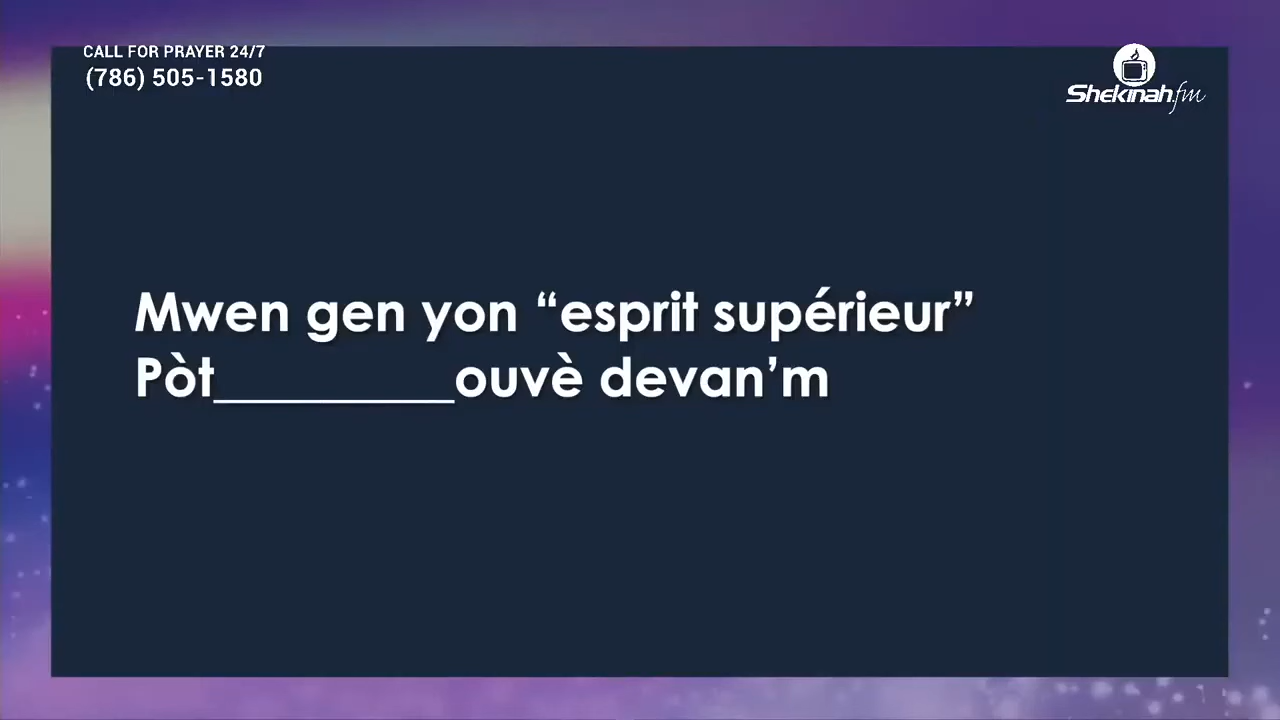 CALL FOR PRAYER 24/7
(786) 505-1580
Shekinah.fm
Mwen gen yon “esprit supérieur”
Pòt_________ouvè devan’m